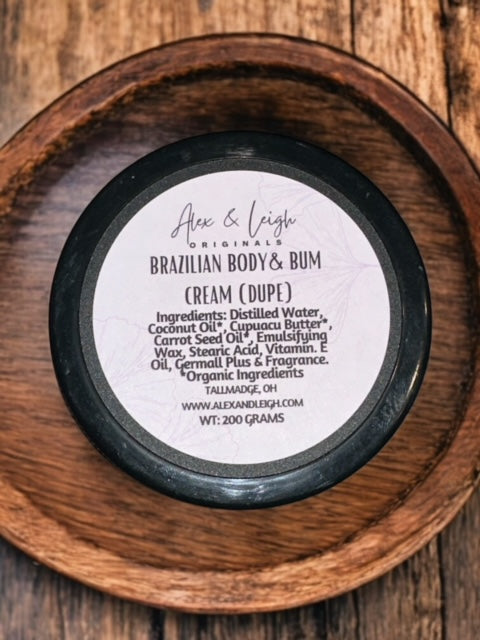 Alex & Leigh
ORIGINALS
BRAZILIAN BODY & BUM
CREAM (DUPE)
Ingredients: Distilled Water,
Coconut Oil*, Cupuacu Butter*,
Carrot Seed Oil*, Emulsifying
Wax, Stearic Acid, Vitamin. E
Oil, Germall Plus & Fragrance.
*Organic Ingredients
TALLMADGE, OH
WWW.ALEXANDLEIGH.COM
WT: 200 GRAMS